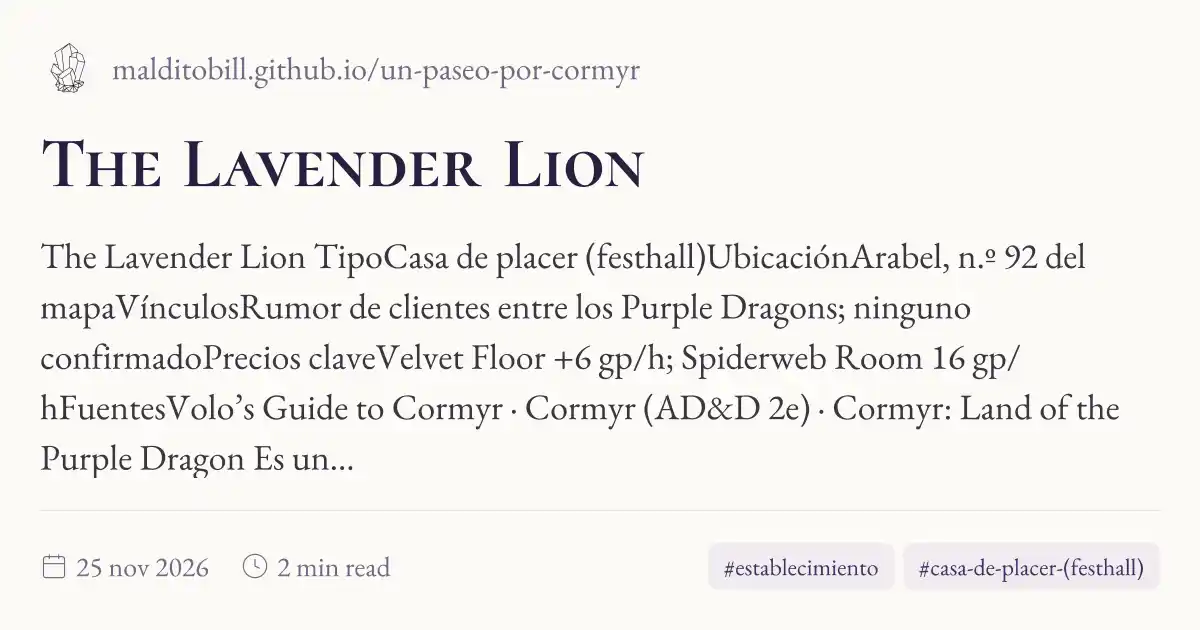 malditobill.github.io/un-paseo-por-cormyr
The Lavender Lion
The Lavender Lion TipoCasa de placer (festhall)UbicaciónArabel, n.º 92 del
mapaVínculosRumor de clientes entre los Purple Dragons; ninguno
confirmadoPrecios claveVelvet Floor +6 gp/h; Spiderweb Room 16 gp/
hFuentesVolo’s Guide to Cormyr · Cormyr (AD&D 2e) · Cormyr: Land of the
Purple Dragon Es un...
25 nov 2026 2 min read #establecimiento #casa-de-placer-(festhall)